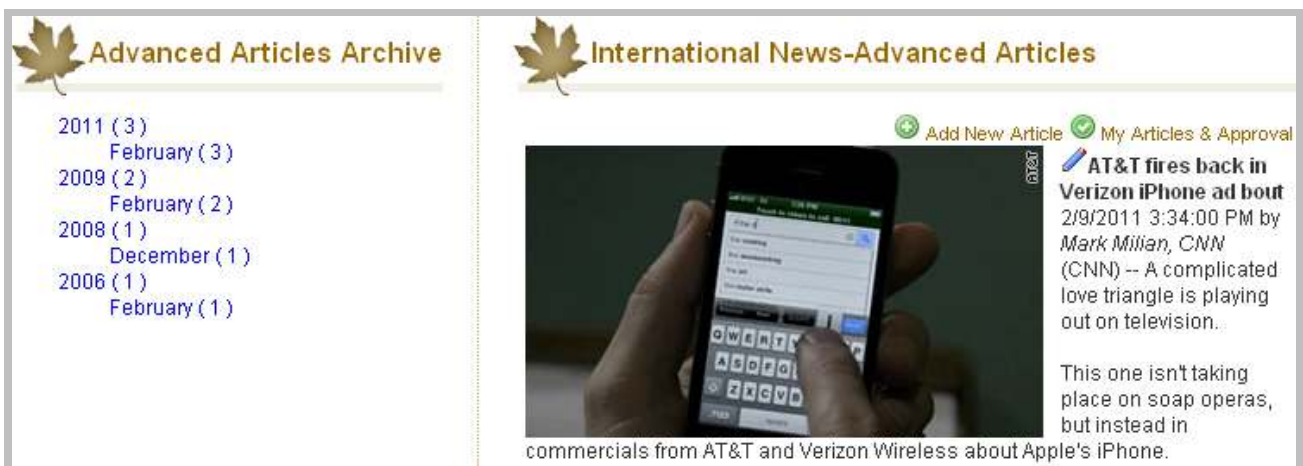 Advanced Articles Archive
2011 ( 3 )
February ( 3 )
2009 ( 2 )
February ( 2 )
2008 ( 1 )
December ( 1 )
2006 ( 1 )
February ( 1 )
International News-Advanced Articles
Add New Article My Articles & Approval
AT&T
AT&T fires back in
Verizon iPhone ad bout
2/9/2011 3:34:00 PM by
Mark Milian, CNN
(CNN) -- A complicated
love triangle is playing
out on television.
This one isn't taking
place on soap operas,
but instead in
commercials from AT&T and Verizon Wireless about Apple's iPhone.
Q W E R T Y
A S D F G
Z X C V B